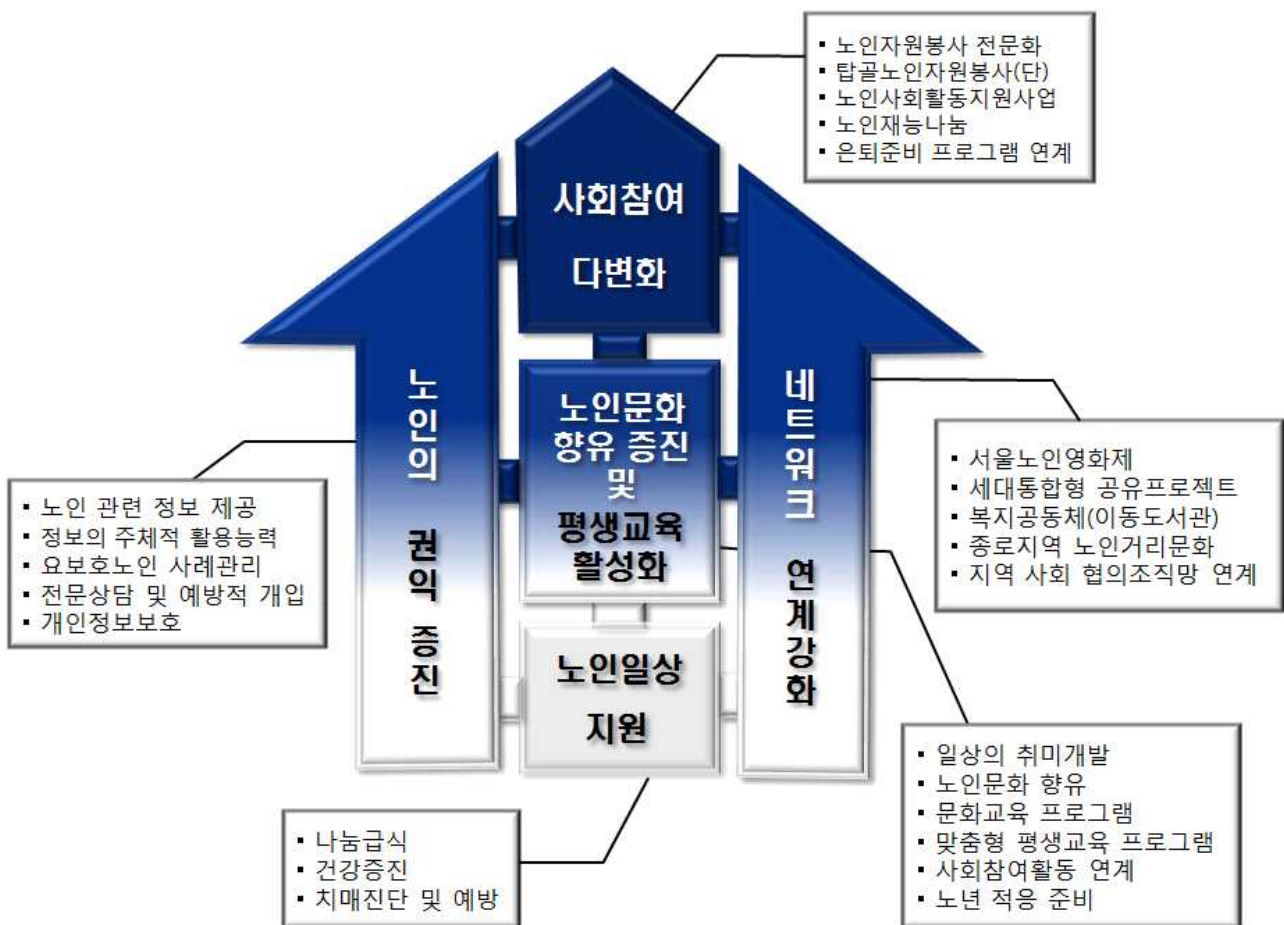 ▪ 노인자원봉사 전문화
▪ 탑골노인자원봉사(단)
▪ 노인사회활동지원사업
▪ 노인재능나눔
▪ 은퇴준비 프로그램 연계
사회참여
다변화
노인의 권익 증진
노인문화
향유 증진
및
평생교육
활성화
네트워크 연계강화
▪ 노인 관련 정보 제공
▪ 정보의 주체적 활용능력
▪ 요보호노인 사례관리
▪ 전문상담 및 예방적 개입
▪ 개인정보보호
▪ 서울노인영화제
▪ 세대통합형 공유프로젝트
▪ 복지공동체(이동도서관)
▪ 종로지역 노인거리문화
▪ 지역 사회 협의조직망 연계
노인일상
지원
▪ 나눔급식
▪ 건강증진
▪ 치매진단 및 예방
▪ 일상의 취미개발
▪ 노인문화 향유
▪ 문화교육 프로그램
▪ 맞춤형 평생교육 프로그램
▪ 사회참여활동 연계
▪ 노년 적응 준비